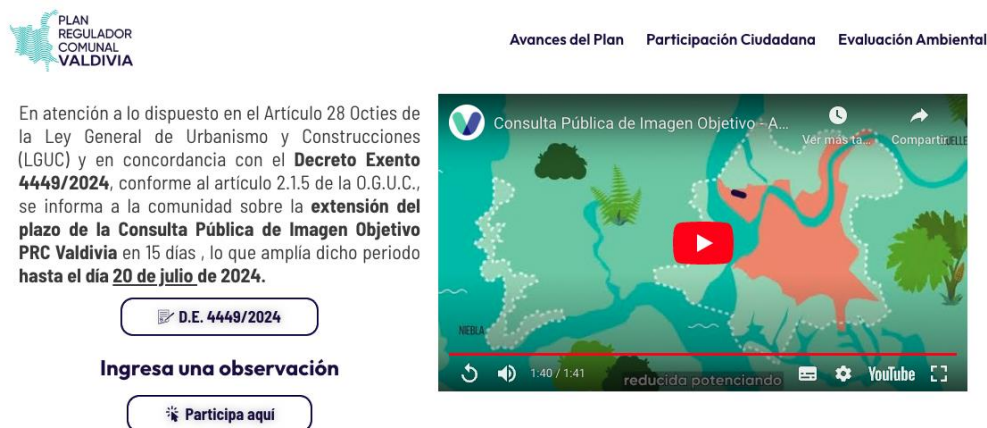 PLAN
REGULADOR
COMUNAL
VALDIVIA
Avances del Plan Participación Ciudadana Evaluación Ambiental
En atención a lo dispuesto en el Artículo 28 Octies de
la Ley General de Urbanismo y Construcciones
(LGUC) y en concordancia con el Decreto Exento
4449/2024, conforme al artículo 2.1.5 de la O.G.U.C.,
se informa a la comunidad sobre la extensión del
plazo de la Consulta Pública de Imagen Objetivo
PRC Valdivia en 15 días , lo que amplía dicho periodo
hasta el día 20 de julio de 2024.
D.E. 4449/2024
Ingresa una observación
Participa aquí
Consulta Pública de Imagen Objetivo - A...
Ver más ta...
Compartir
NIEBLA
1:40 / 1:41
reducida potenciando
YouTube